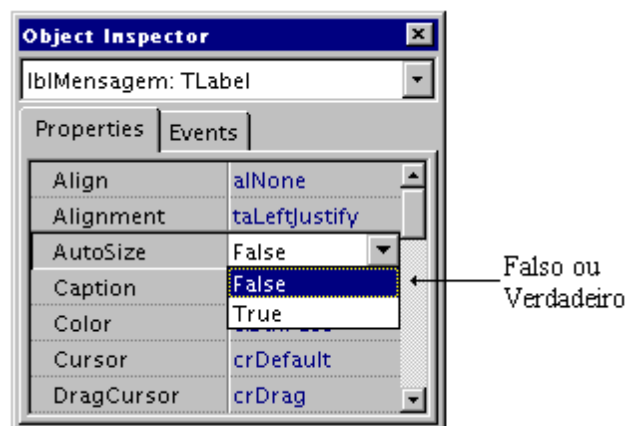 Object Inspector
lblMensagem: TLabel
Properties Events
Align alNone
Alignment taLeftJustify
AutoSize False
Caption False
True
Color
Cursor crDefault
DragCursor crDrag
Falso ou
Verdadeiro